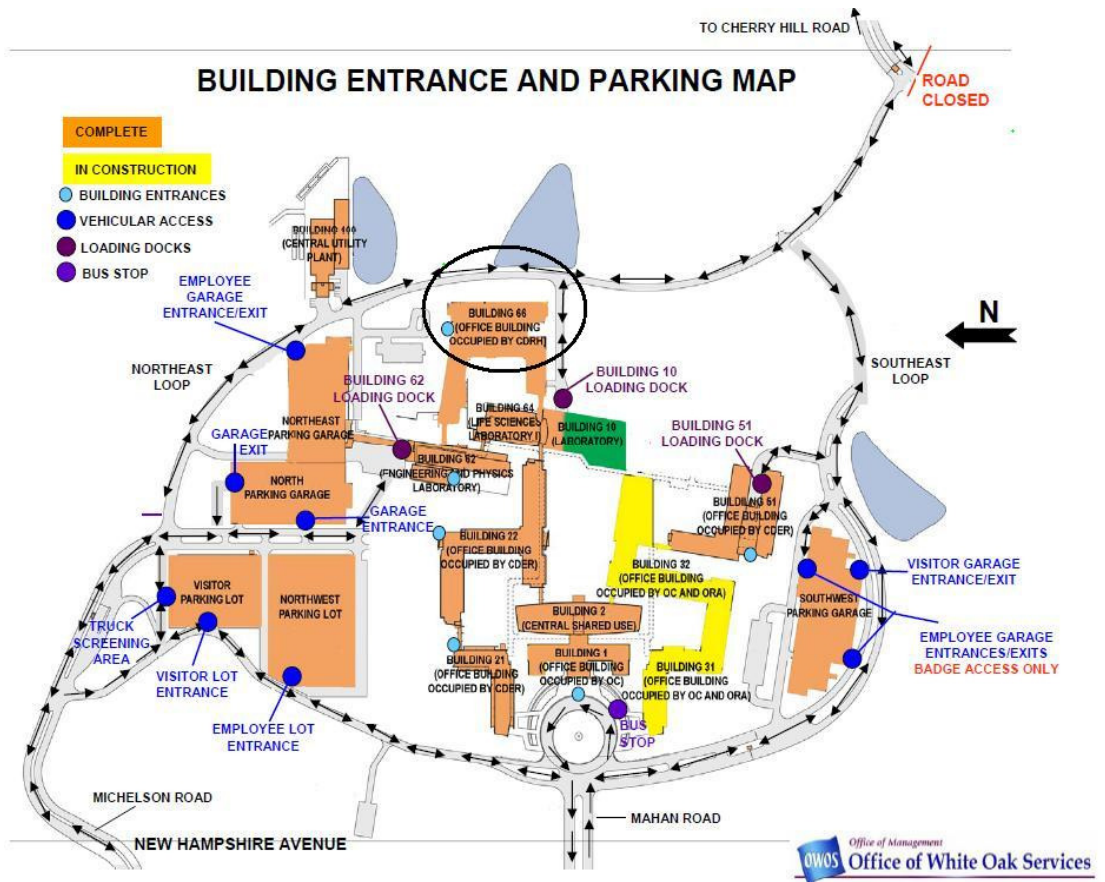 TO CHERRY HILL ROAD
BUILDING ENTRANCE AND PARKING MAP
ROAD
CLOSED
COMPLETE
IN CONSTRUCTION
BUILDING ENTRANCES
VEHICULAR ACCESS
LOADING DOCKS
BUS STOP
BUILDING 100
(CENTRAL UTILITY
PLANT)
EMPLOYEE
GARAGE
ENTRANCE/EXIT
BUILDING 66
(OFFICE BUILDING
OCCUPIED BY CDRH)
N
NORTHEAST
LOOP
SOUTHEAST
LOOP
BUILDING 62
LOADING DOCK
BUILDING 10
LOADING DOCK
NORTHEAST
PARKING GARAGE
BUILDING 64
(LIFE SCIENCES
LABORATORY I)
BUILDING 10
(LABORATORY)
BUILDING 51
LOADING DOCK
GARAGE
EXIT
BUILDING 62
(ENGINEERING AND PHYSICS
LABORATORY)
NORTH
PARKING GARAGE
GARAGE
ENTRANCE
BUILDING 51
(OFFICE BUILDING
OCCUPIED BY CDER)
BUILDING 22
(OFFICE BUILDING
OCCUPIED BY CDER)
BUILDING 32
(OFFICE BUILDING
OCCUPIED BY OC AND ORA)
VISITOR GARAGE
ENTRANCE/EXIT
VISITOR
PARKING LOT
NORTHWEST
PARKING LOT
SOUTHWEST
PARKING GARAGE
BUILDING 2
(CENTRAL SHARED USE)
TRUCK
SCREENING
AREA
EMPLOYEE GARAGE
ENTRANCES/EXITS
BADGE ACCESS ONLY
BUILDING 21
(OFFICE BUILDING
OCCUPIED BY CDER)
BUILDING 1
(OFFICE BUILDING
OCCUPIED BY OC)
BUILDING 31
(OFFICE BUILDING
OCCUPIED BY OC AND ORA)
VISITOR LOT
ENTRANCE
EMPLOYEE LOT
ENTRANCE
BUS
STOP
MICHELSON ROAD
MAHAN ROAD
NEW HAMPSHIRE AVENUE
OWOS
Office of Management
Office of White Oak Services